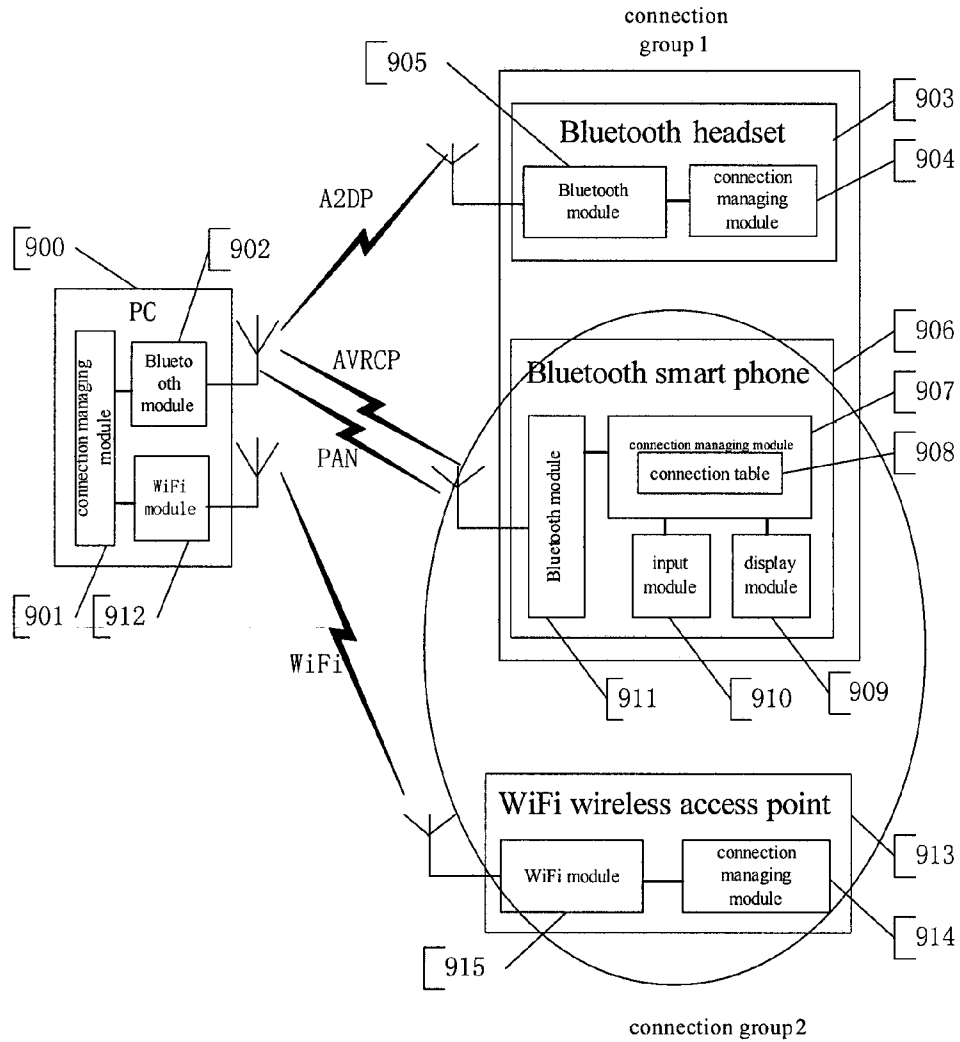 connection
group 1
905
903
Bluetooth headset
904
Bluetooth
module
connection
managing
module
A2DP
900
902
PC
connection managing
module
Blueto
oth
module
WiFi
module
901
912
AVRCP
PAN
WiFi
906
Bluetooth smart phone
907
connection managing module
908
connection table
Bluetooth module
input
module
display
module
911
910
909
WiFi wireless access point
913
WiFi module
connection
managing
module
915
914
connection group2